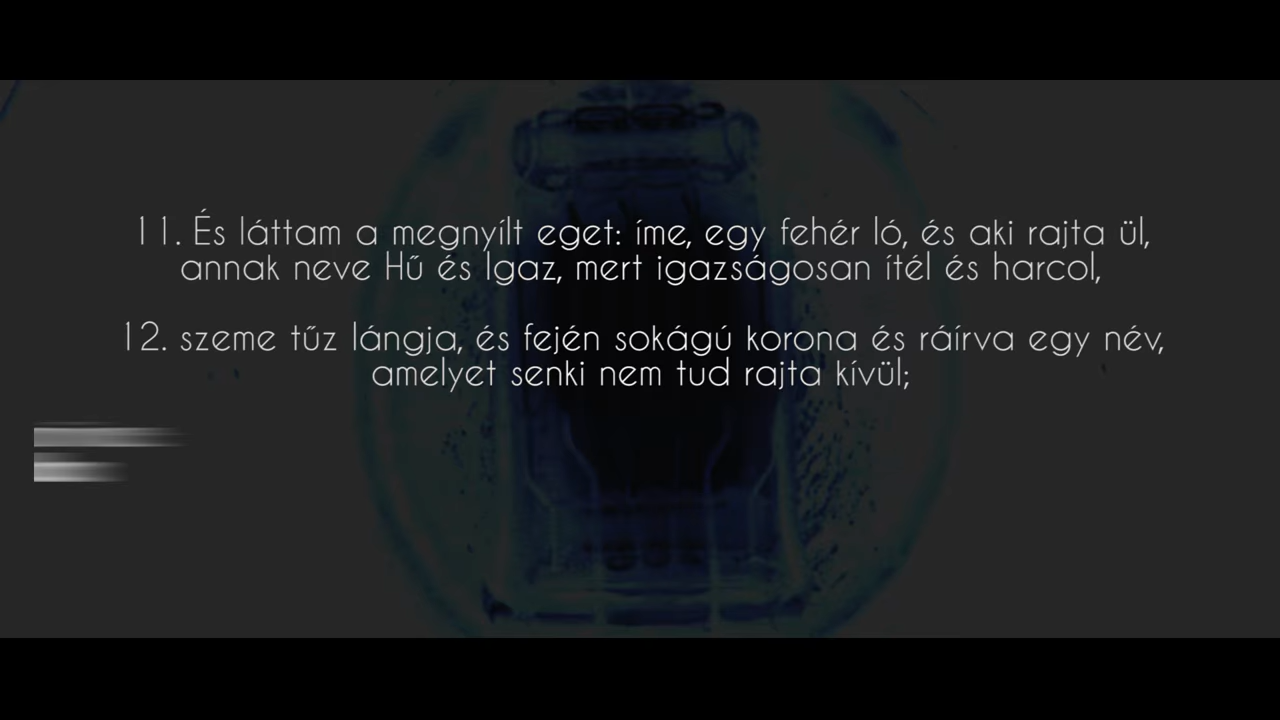 11. És láttam a megnyílt eget: íme, egy fehér ló, és aki rajta ül,
annak neve Hű és Igaz, mert igazságosan ítél és harcol,
12. szeme tűz lángja, és fején sokágú korona és ráírva egy név,
amelyet senki nem tud rajta kívül;